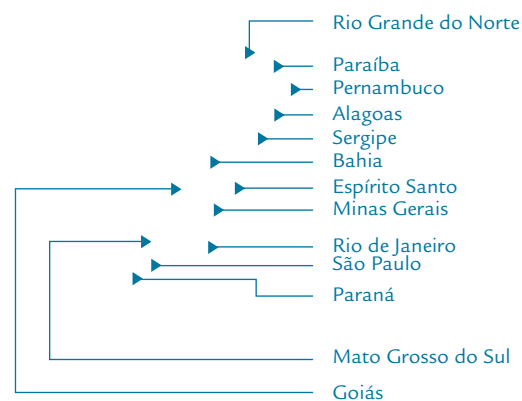 Rio Grande do Norte
Paraíba
Pernambuco
Alagoas
Sergipe
Bahia
Espírito Santo
Minas Gerais
Rio de Janeiro
São Paulo
Paraná
Mato Grosso do Sul
Goiás